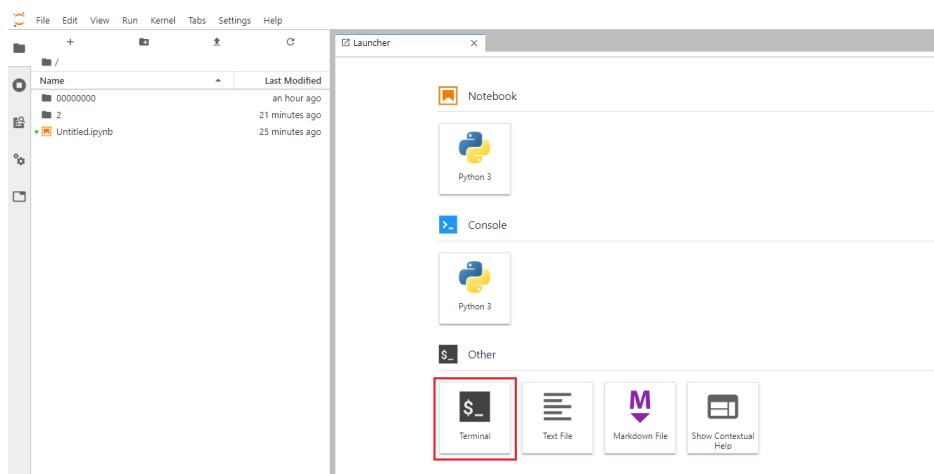 File Edit View Run Kernel Tabs Settings Help
Launcher
/
Name Last Modified
00000000 an hour ago
2 21 minutes ago
Untitled.ipynb 25 minutes ago
Notebook
Python 3
>_ Console
Python 3
$_ Other
$_
M
Terminal Text File Markdown File Show Contextual
Help